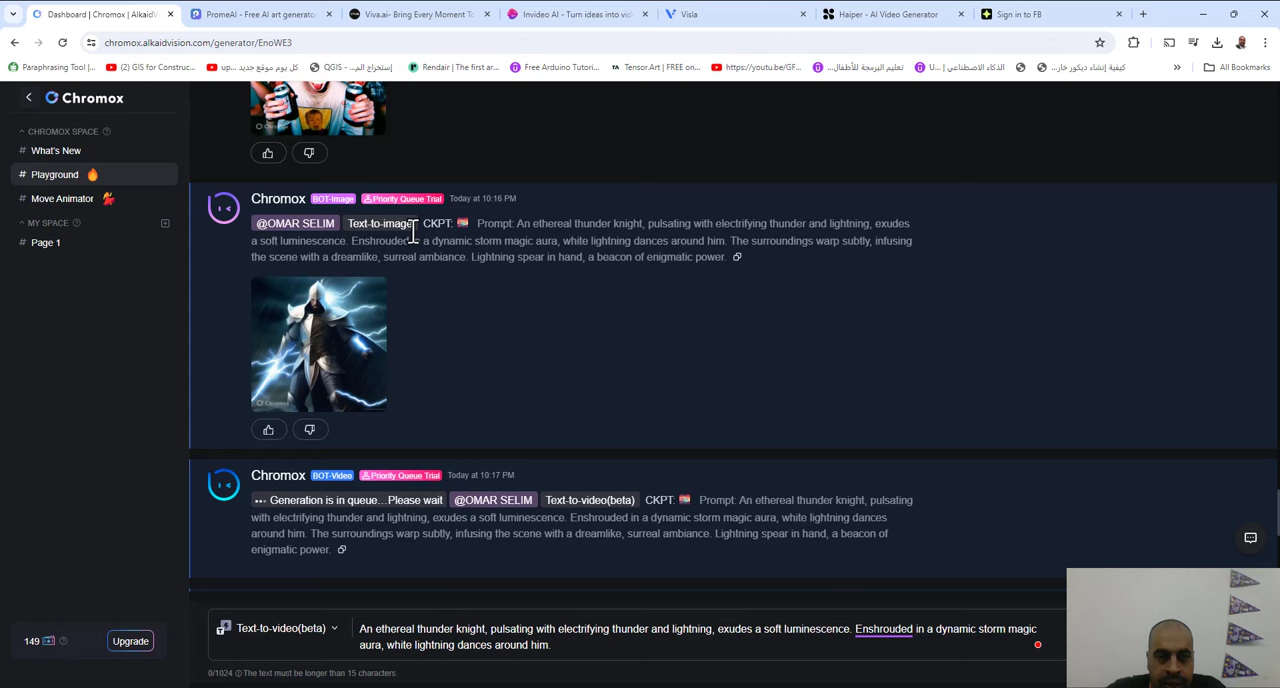 Dashboard | Chromox | AlkaidV
PromeAI - Free AI art generator
Viva.ai- Bring Every Moment To
Invideo AI - Turn ideas into vide
Visla
Haiper - AI Video Generator
Sign in to FB
chromox.alkaidvision.com/generator/EnoWE3
Paraphrasing Tool |...
(2) GIS for Construc...
كل يوم موقع جديد ...up
QGIS - إستخراج الم...
Rendair | The first ar...
Free Arduino Tutori...
Tensor.Art | FREE on...
https://youtu.be/GF...
تعليم البرمجة للأطفال...
الذكاء الاصطناعي | U...
كيفية إنشاء ديكور خار...
»
All Bookmarks
Chromox
CHROMOX SPACE
# What's New
# Playground
# Move Animator
MY SPACE
# Page 1
Chromox
Chromox BOT-Image Priority Queue Trial Today at 10:16 PM
@OMAR SELIM Text-to-image CKPT: Prompt: An ethereal thunder knight, pulsating with electrifying thunder and lightning, exudes
a soft luminescence. Enshrouded in a dynamic storm magic aura, white lightning dances around him. The surroundings warp subtly, infusing
the scene with a dreamlike, surreal ambiance. Lightning spear in hand, a beacon of enigmatic power.
Chromox
Chromox BOT-Video Priority Queue Trial Today at 10:17 PM
••• Generation is in queue…Please wait @OMAR SELIM Text-to-video(beta) CKPT: Prompt: An ethereal thunder knight, pulsating
with electrifying thunder and lightning, exudes a soft luminescence. Enshrouded in a dynamic storm magic aura, white lightning dances
around him. The surroundings warp subtly, infusing the scene with a dreamlike, surreal ambiance. Lightning spear in hand, a beacon of
enigmatic power.
149
Upgrade
Text-to-video(beta)
An ethereal thunder knight, pulsating with electrifying thunder and lightning, exudes a soft luminescence. Enshrouded in a dynamic storm magic
aura, white lightning dances around him.
0/1024 The text must be longer than 15 characters.